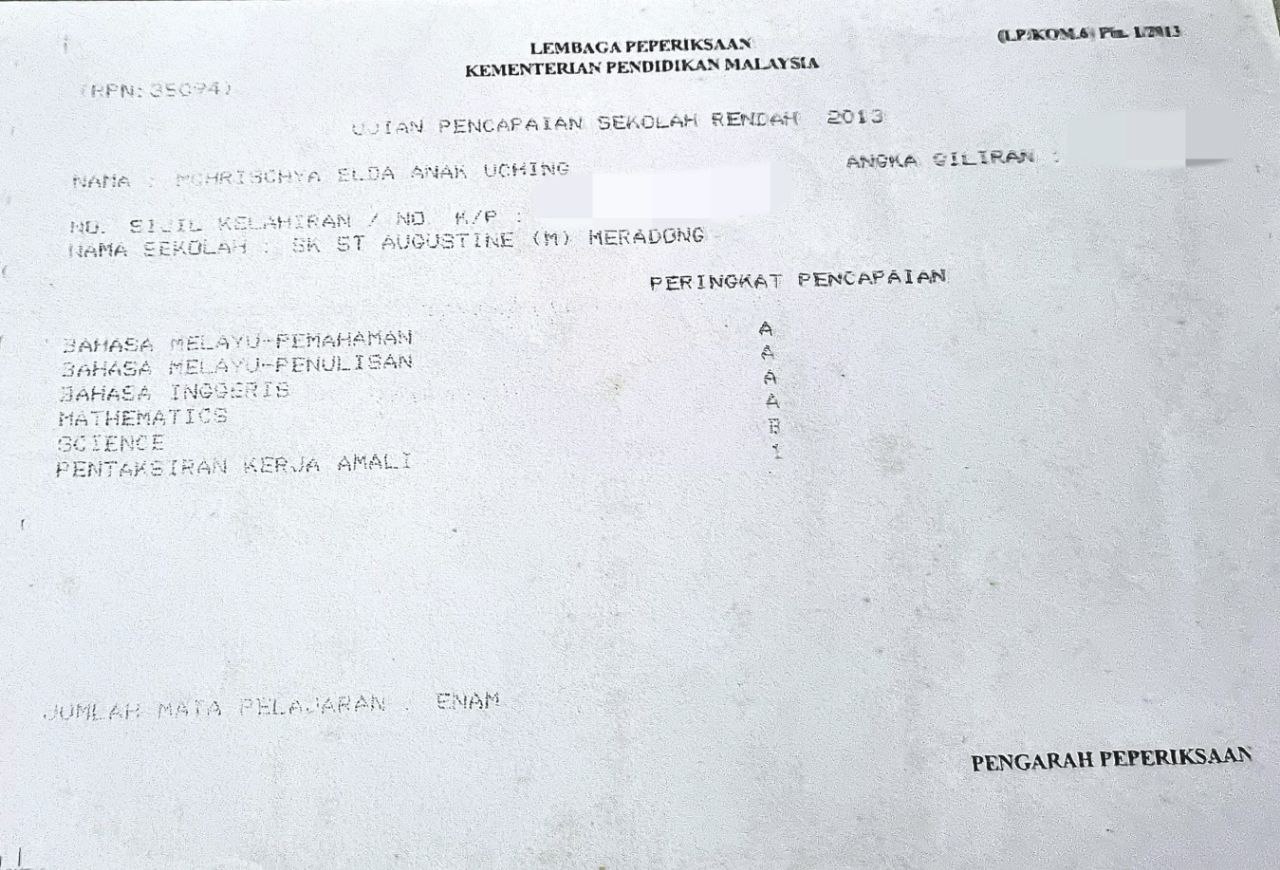 (LP/KOM.6) Pin. 1/2013
LEMBAGA PEPERIKSAAN
KEMENTERIAN PENDIDIKAN MALAYSIA
(RPN:35094)
UJIAN PENCAPAIAN SEKOLAH RENDAH 2013
ANGKA GILIRAN :
NAMA : MCHRISCHYA ELDA ANAK UCHING
NO. SIJIL KELAHIRAN / NO. K/P :
NAMA SEKOLAH : SK ST AUGUSTINE (M) MERADONG
PERINGKAT PENCAPAIAN
BAHASA MELAYU-PEMAHAMAN A
BAHASA MELAYU-PENULISAN A
BAHASA INGGERIS A
MATHEMATICS A
SCIENCE B
PENTAKSIRAN KERJA AMALI 1
JUMLAH MATA PELAJARAN : ENAM
PENGARAH PEPERIKSAAN